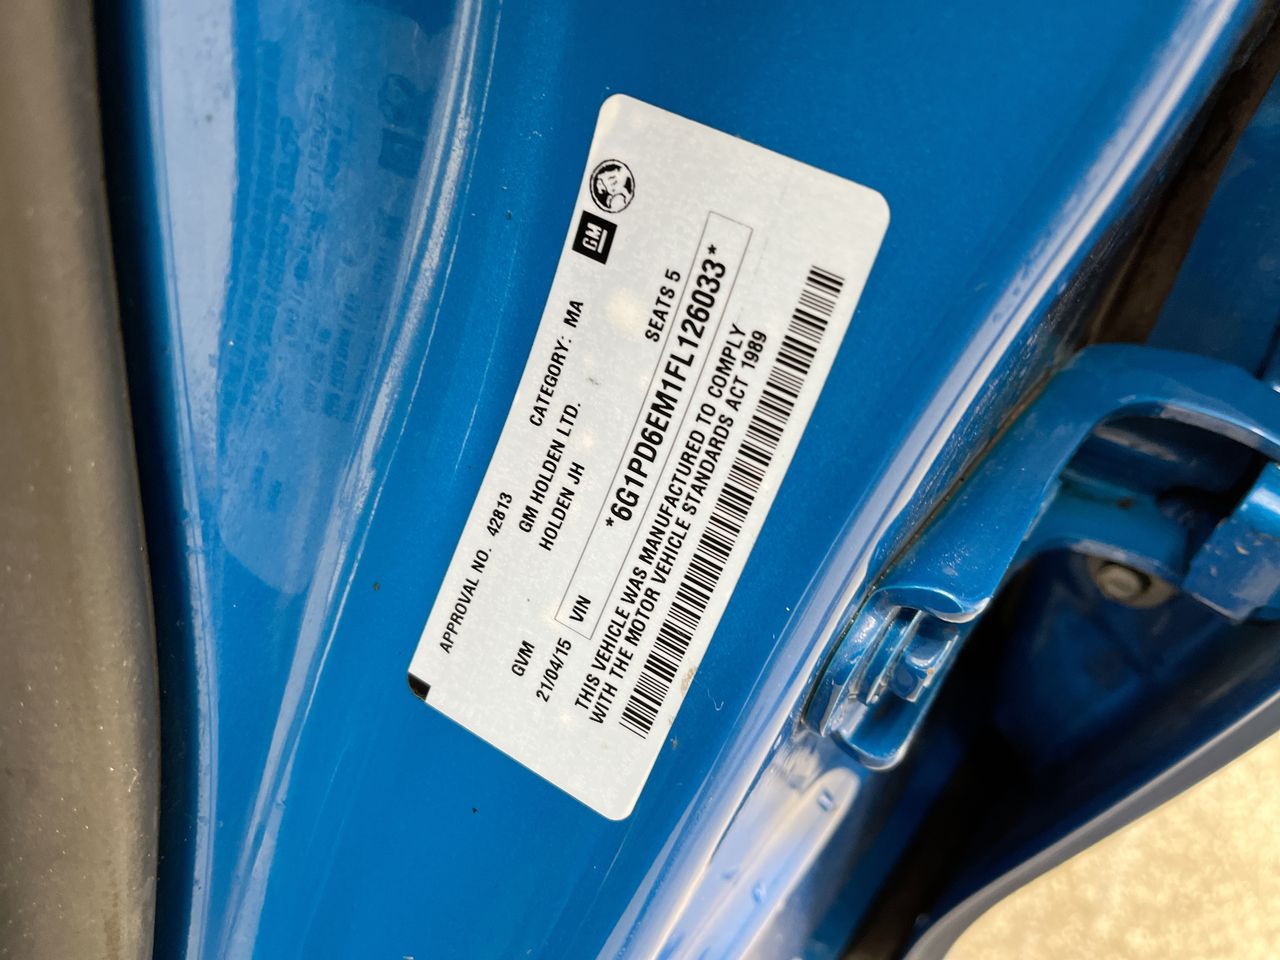 GM
APPROVAL NO. 42813 CATEGORY: MA
GM HOLDEN LTD.
HOLDEN JH
GVM SEATS 5
21/04/15 VIN *6G1PD6EM1FL126033*
THIS VEHICLE WAS MANUFACTURED TO COMPLY
WITH THE MOTOR VEHICLE STANDARDS ACT 1989